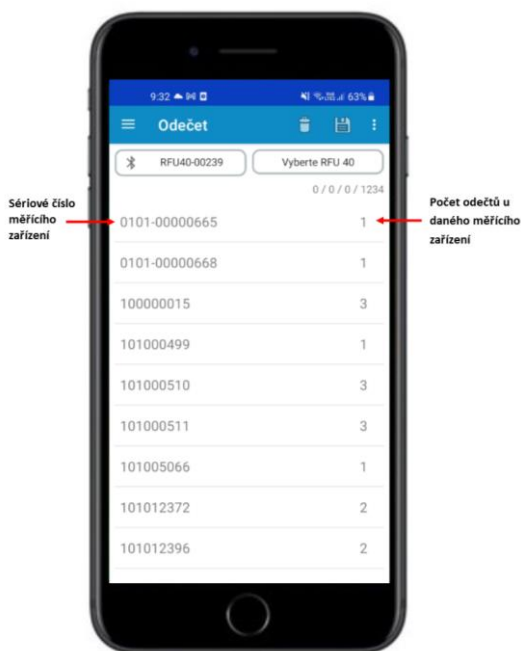 9:32
63%
Odečet
RFU40-00239
Vyberte RFU 40
0 / 0 / 0 / 1234
Sériové číslo
měřícího
zařízení
Počet odečtů u
daného měřícího
zařízení
0101-00000665 1
0101-00000668 1
100000015 3
101000499 1
101000510 3
101000511 3
101005066 1
101012372 2
101012396 2